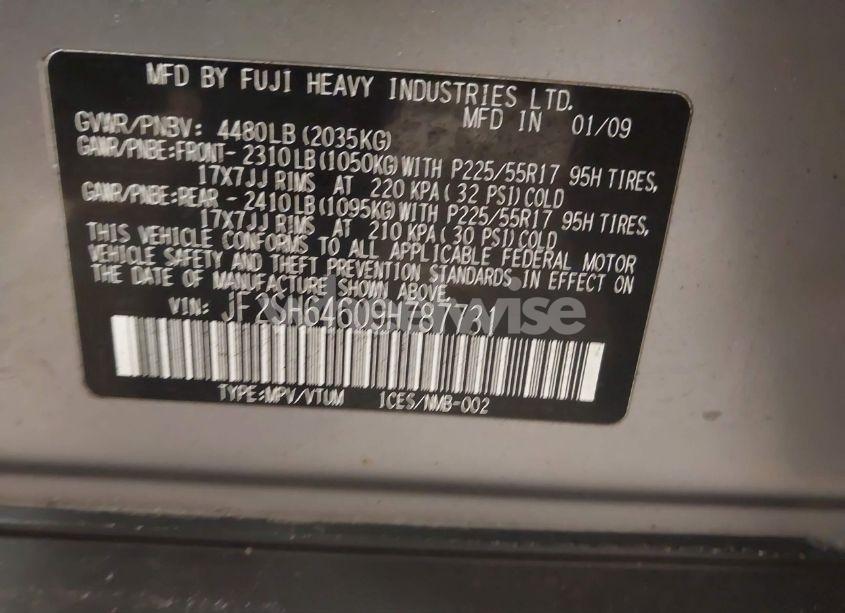 MFD BY FUJI HEAVY INDUSTRIES LTD.
MFD IN 01/09
GVWR/PNBV: 4480LB(2035KG)
GAWR/PNBE:FRONT-2310LB(1050KG)WITH P225/55R17 95H TIRES,
17X7JJ RIMS AT 220 KPA(32 PSI)COLD
GAWR/PNBE:REAR -2410LB(1095KG)WITH P225/55R17 95H TIRES,
17X7JJ RIMS AT 210 KPA(30 PSI)COLD
THIS VEHICLE CONFORMS TO ALL APPLICABLE FEDERAL MOTOR
VEHICLE SAFETY AND THEFT PREVENTION STANDARDS IN EFFECT ON
THE DATE OF MANUFACTURE SHOWN ABOVE.
VIN: JF2SH64609H787731
TYPE:MPV/VTUM 1CES/NMB-002